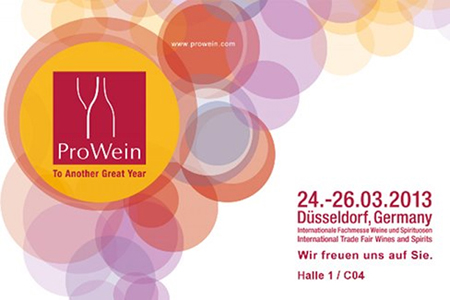 www.prowein.com
ProWein
To Another Great Year
24.-26.03.2013
Düsseldorf, Germany
Internationale Fachmesse Weine und Spirituosen
International Trade Fair Wines and Spirits
Wir freuen uns auf Sie.
Halle 1 / C04